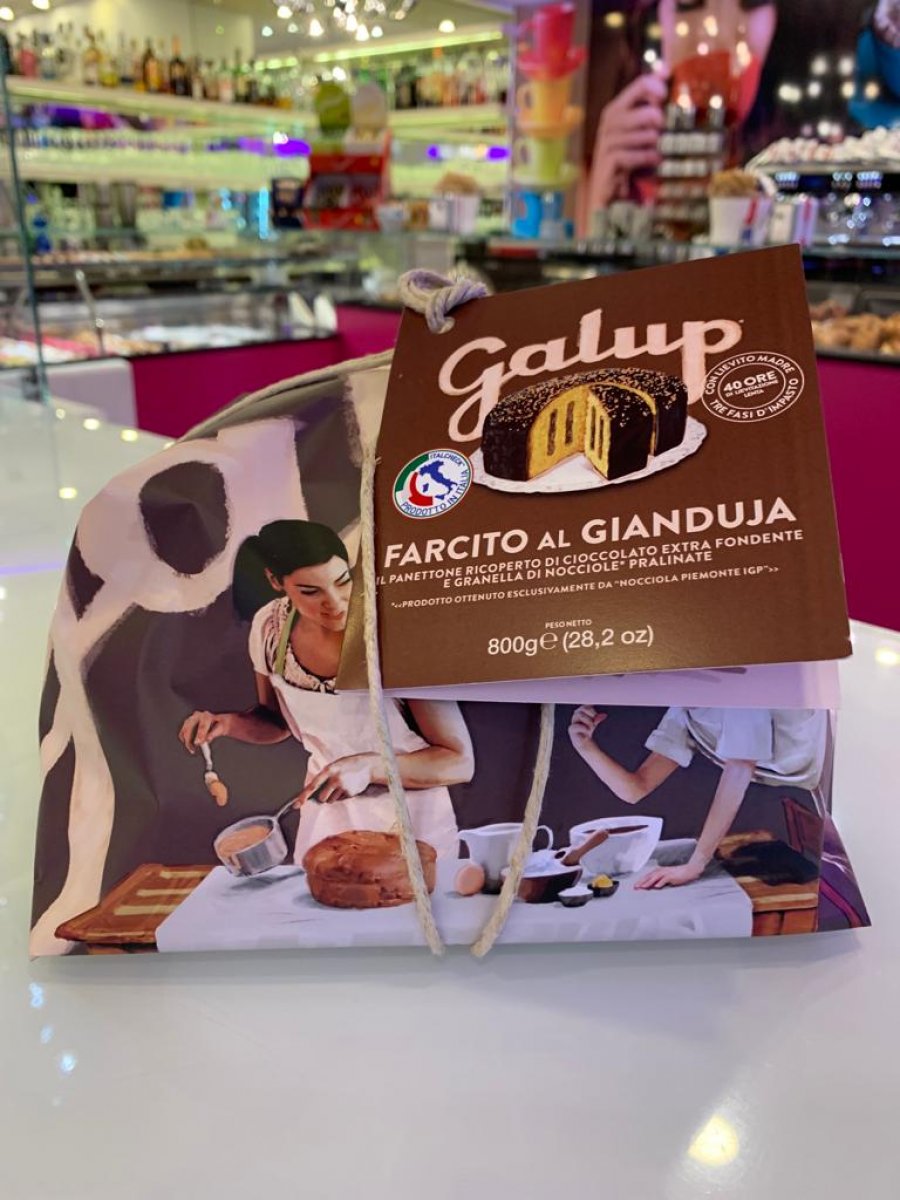 Galup
CON LIEVITO MADRE
40 ORE
DI LIEVITAZIONE
LENTA
TRE FASI D'IMPASTO
ITALCHECK
PRODOTTO IN ITALIA
FARCITO AL GIANDUJA
IL PANETTONE RICOPERTO DI CIOCCOLATO EXTRA FONDENTE
E GRANELLA DI NOCCIOLE* PRALINATE
*«PRODOTTO OTTENUTO ESCLUSIVAMENTE DA "NOCCIOLA PIEMONTE IGP"»
PESO NETTO
800g℮ (28,2 oz)